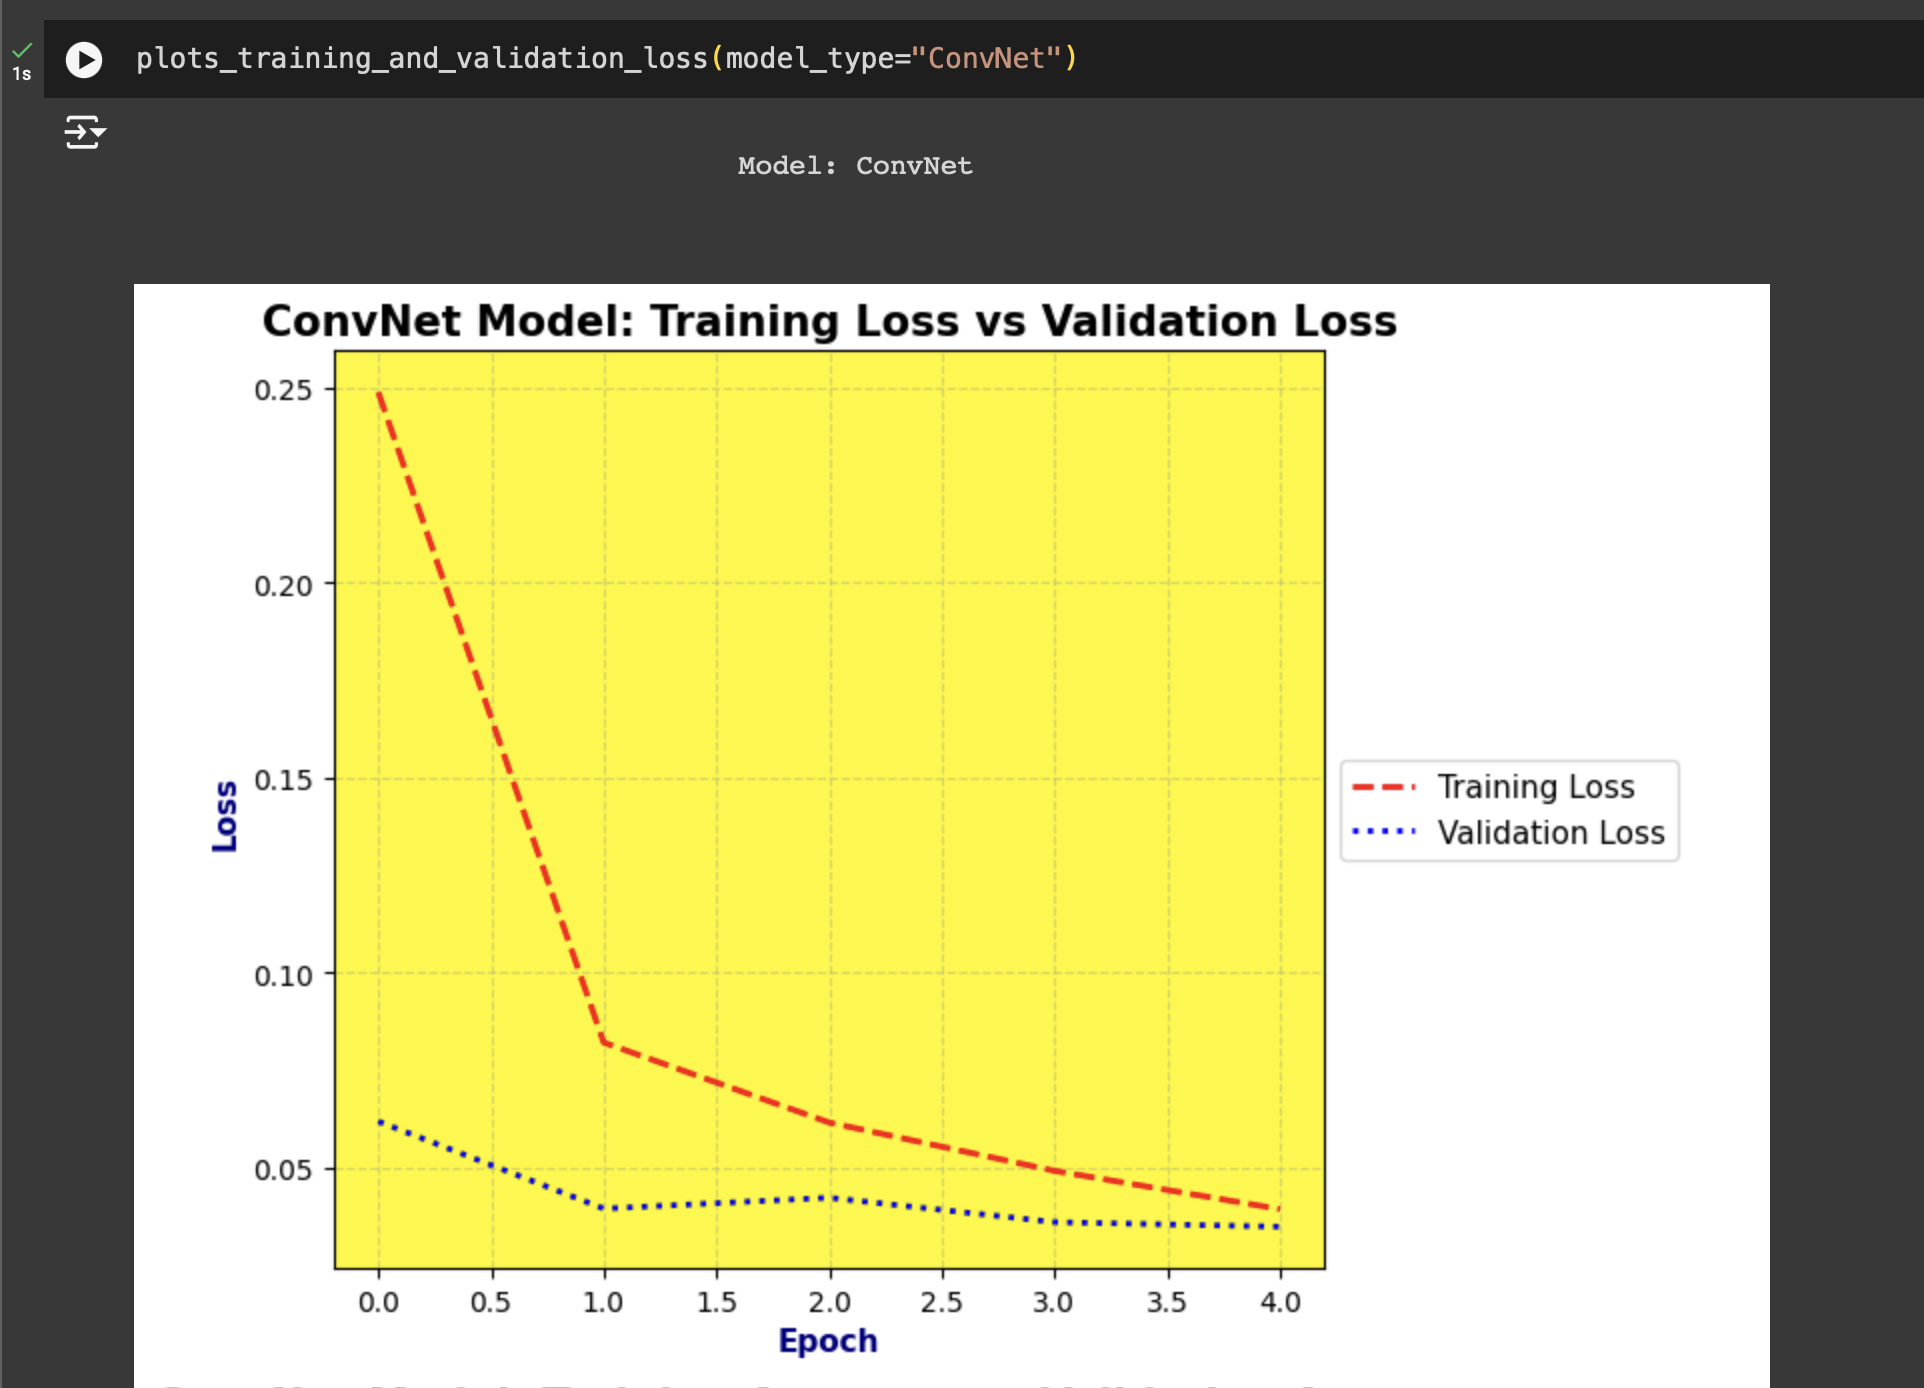 plots_training_and_validation_loss(model_type="ConvNet")
1s
Model: ConvNet
ConvNet Model: Training Loss vs Validation Loss
0.25
0.20
0.15
0.10
0.05
Loss
Training Loss
Validation Loss
0.0 0.5 1.0 1.5 2.0 2.5 3.0 3.5 4.0
Epoch